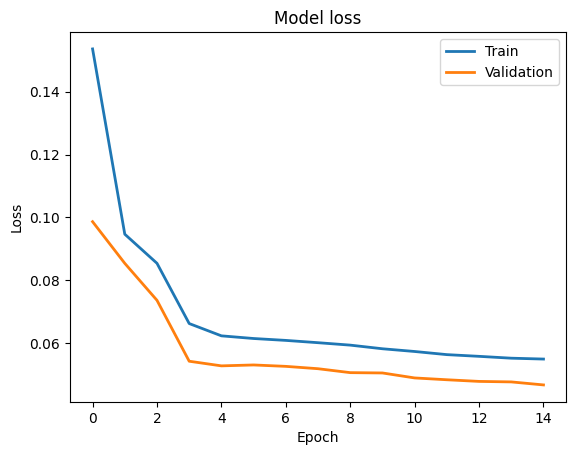 Model loss
Train
Validation
0.14
0.12
0.10
0.08
0.06
Loss
0 2 4 6 8 10 12 14
Epoch